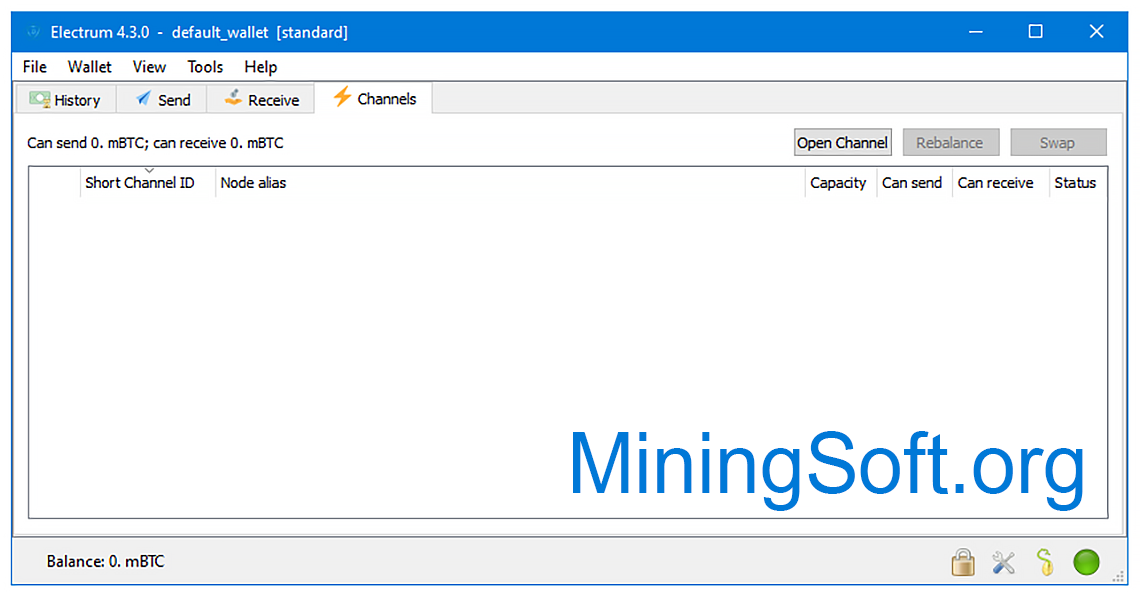 Electrum 4.3.0 - default_wallet [standard]
File Wallet View Tools Help
History Send Receive Channels
Can send 0. mBTC; can receive 0. mBTC Open Channel Rebalance Swap
Short Channel ID Node alias Capacity Can send Can receive Status
MiningSoft.org
Balance: 0. mBTC